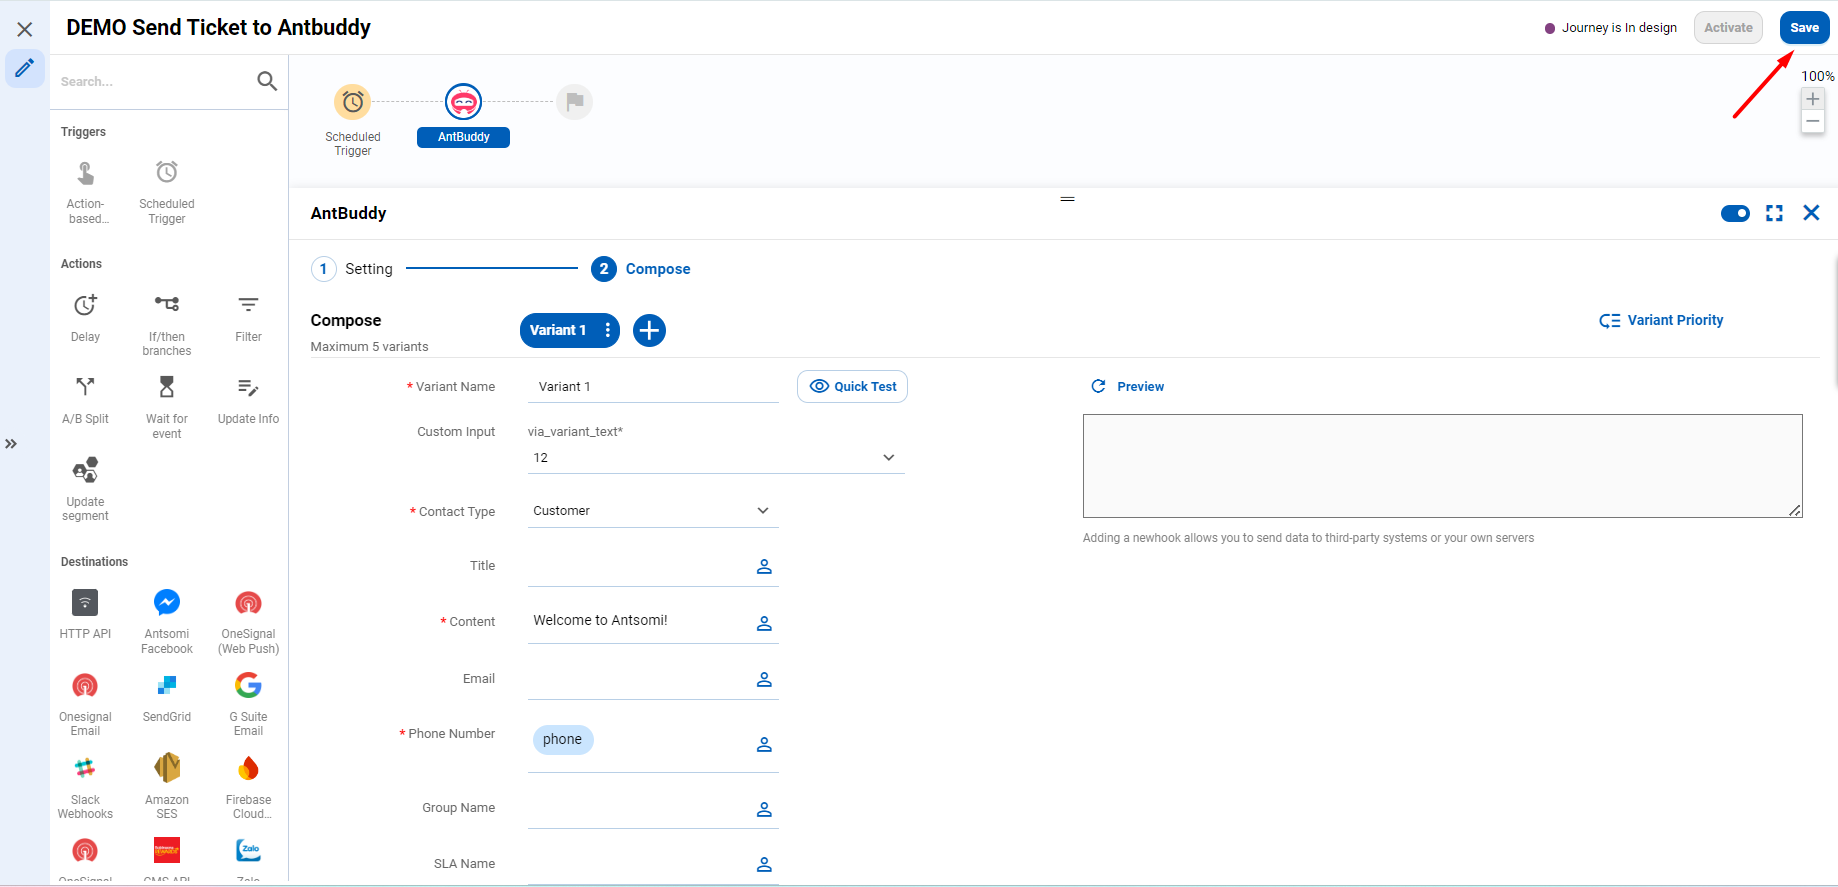 DEMO Send Ticket to Antbuddy
Journey is In design
Activate
Save
Search...
100%
Scheduled
Trigger
AntBuddy
Triggers
Action-
based...
Scheduled
Trigger
Actions
Delay
If/then
branches
Filter
A/B Split
Wait for
event
Update Info
Update
segment
Destinations
HTTP API
Antsomi
Facebook
OneSignal
(Web Push)
Onesignal
Email
SendGrid
G Suite
Email
Slack
Webhooks
Amazon
SES
Firebase
Cloud...
Zalo
OneSignal
CMS API
Zalo
AntBuddy
1 Setting
2 Compose
Compose
Maximum 5 variants
Variant 1
Variant Priority
* Variant Name
Variant 1
Quick Test
Preview
Custom Input
via_variant_text*
12
* Contact Type
Customer
Adding a newhook allows you to send data to third-party systems or your own servers
Title
* Content
Welcome to Antsomi!
Email
* Phone Number
phone
Group Name
SLA Name